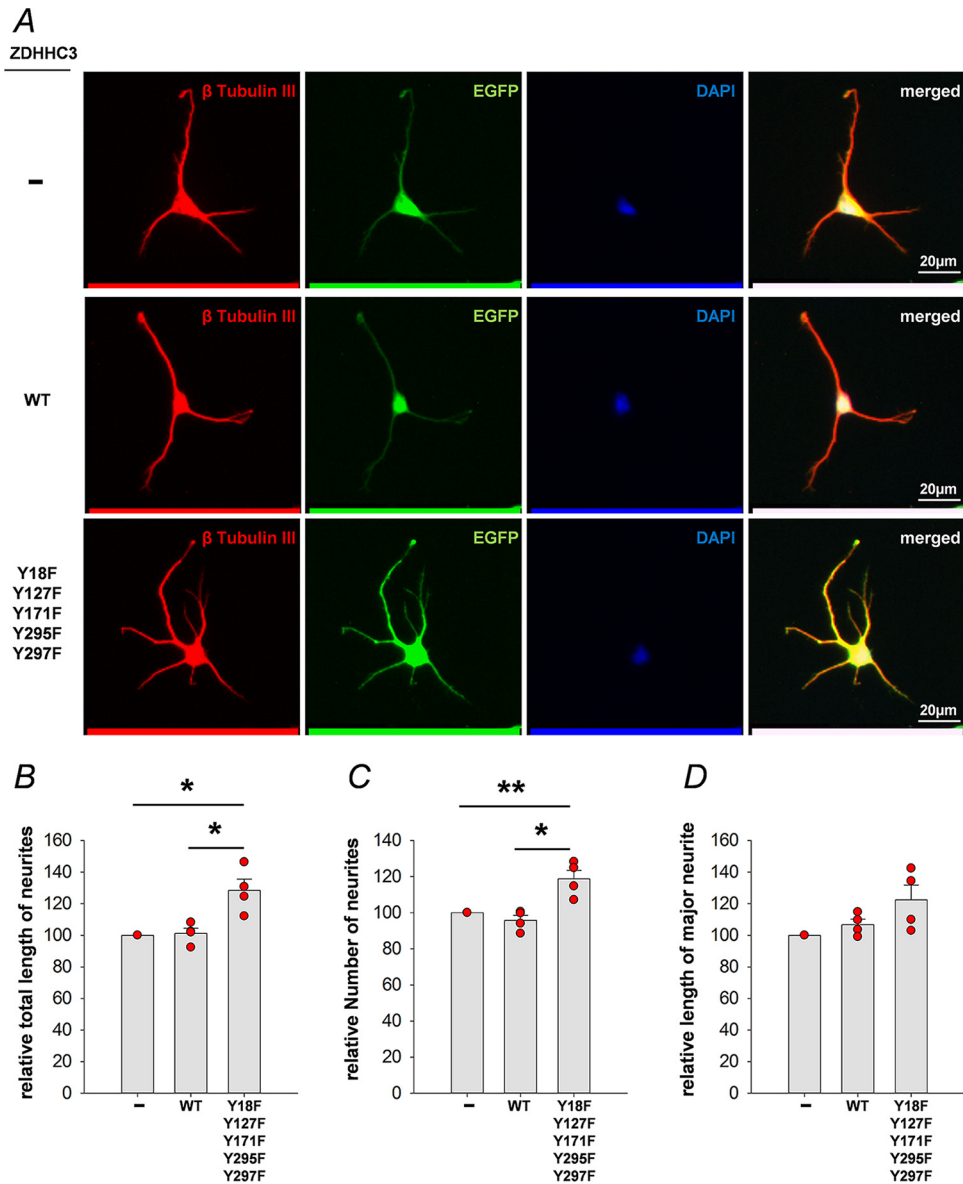 A
ZDHHC3
β Tubulin III
EGFP
DAPI
merged
–
20µm
β Tubulin III
EGFP
DAPI
merged
WT
20µm
β Tubulin III
EGFP
DAPI
merged
Y18F
Y127F
Y171F
Y295F
Y297F
20µm
B
*
*
relative total length of neurites
160
140
120
100
80
60
40
20
0
–
WT
Y18F
Y127F
Y171F
Y295F
Y297F
C
**
*
relative Number of neurites
140
120
100
80
60
40
20
0
–
WT
Y18F
Y127F
Y171F
Y295F
Y297F
D
relative length of major neurite
160
140
120
100
80
60
40
20
0
–
WT
Y18F
Y127F
Y171F
Y295F
Y297F